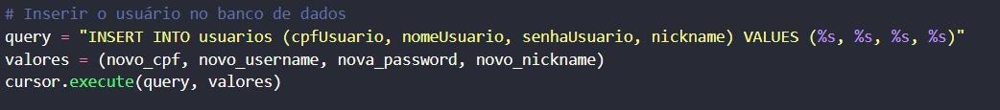 # Inserir o usuário no banco de dados
query = "INSERT INTO usuarios (cpfUsuario, nomeUsuario, senhaUsuario, nickname) VALUES (%s, %s, %s, %s)"
valores = (novo_cpf, novo_username, nova_password, novo_nickname)
cursor.execute(query, valores)